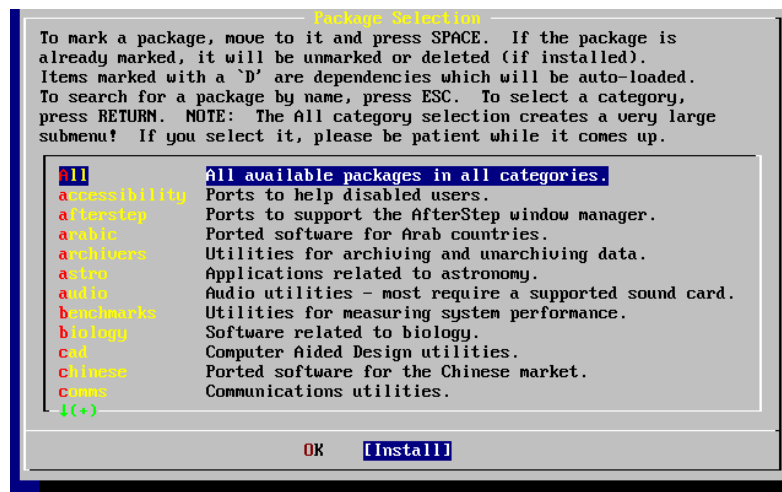 Package Selection
To mark a package, move to it and press SPACE.  If the package is
already marked, it will be unmarked or deleted (if installed).
Items marked with a `D' are dependencies which will be auto-loaded.
To search for a package by name, press ESC.  To select a category,
press RETURN.  NOTE:  The All category selection creates a very large
submenu!  If you select it, please be patient while it comes up.
All All available packages in all categories.
accessibility Ports to help disabled users.
afterstep Ports to support the AfterStep window manager.
arabic Ported software for Arab countries.
archivers Utilities for archiving and unarchiving data.
astro Applications related to astronomy.
audio Audio utilities - most require a supported sound card.
benchmarks Utilities for measuring system performance.
biology Software related to biology.
cad Computer Aided Design utilities.
chinese Ported software for the Chinese market.
comms Communications utilities.
↓(+)
OK [Install]